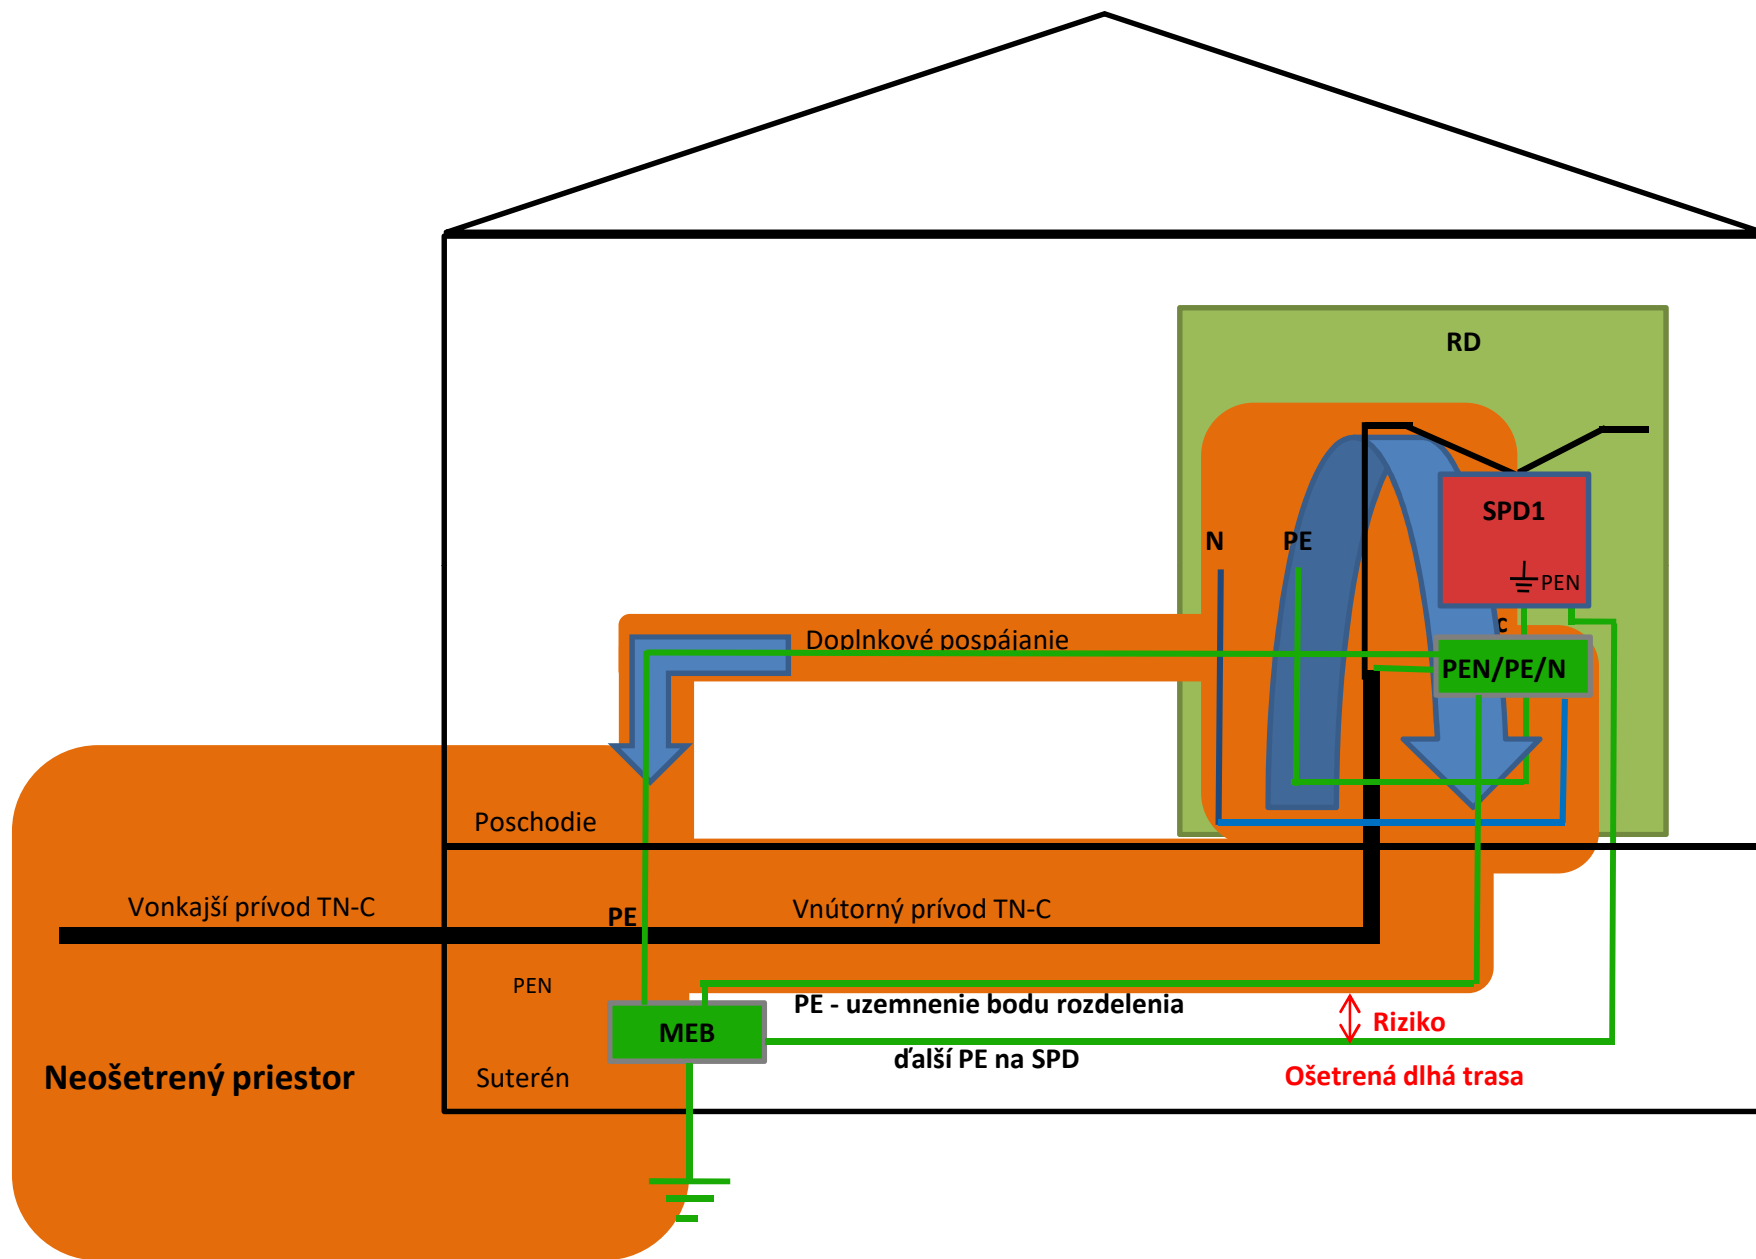 RD
SPD1
N
PE
PEN
c
Doplnkové pospájanie
PEN/PE/N
Poschodie
Vonkajší prívod TN-C
PE
Vnútorný prívod TN-C
PEN
PE - uzemnenie bodu rozdelenia
MEB
Riziko
ďalší PE na SPD
Neošetrený priestor
Suterén
Ošetrená dlhá trasa